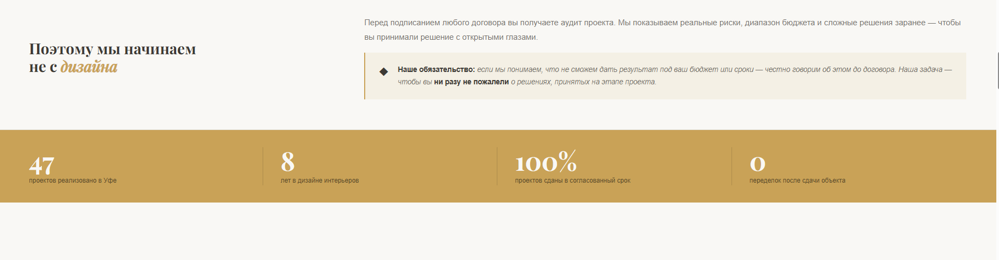 Поэтому мы начинаем
не с дизайна
Перед подписанием любого договора вы получаете аудит проекта. Мы показываем реальные риски, диапазон бюджета и сложные решения заранее — чтобы
вы принимали решение с открытыми глазами.
Наше обязательство: если мы понимаем, что не сможем дать результат под ваш бюджет или сроки — честно говорим об этом до договора. Наша задача —
чтобы вы ни разу не пожалели о решениях, принятых на этапе проекта.
47
проектов реализовано в Уфе
8
лет в дизайне интерьеров
100%
проектов сданы в согласованный срок
0
переделок после сдачи объекта